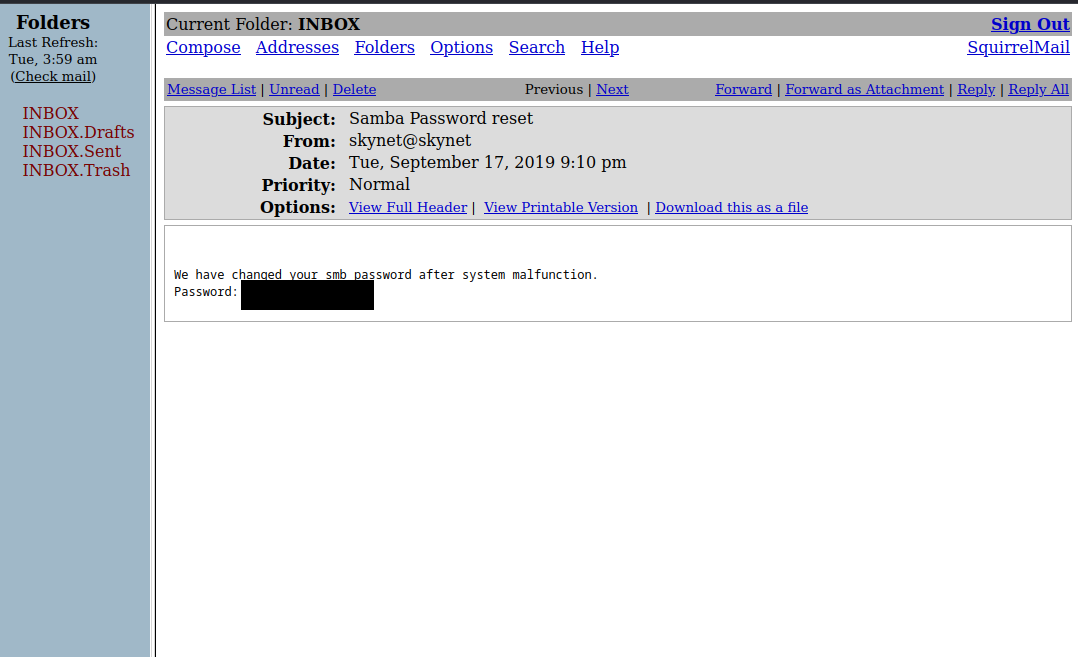 Folders
Last Refresh:
Tue, 3:59 am
(Check mail)
INBOX
INBOX.Drafts
INBOX.Sent
INBOX.Trash
Current Folder: INBOX Sign Out
Compose Addresses Folders Options Search Help SquirrelMail
Message List | Unread | Delete Previous | Next Forward | Forward as Attachment | Reply | Reply All
Subject: Samba Password reset
From: skynet@skynet
Date: Tue, September 17, 2019 9:10 pm
Priority: Normal
Options: View Full Header | View Printable Version | Download this as a file
We have changed your smb password after system malfunction.
Password: